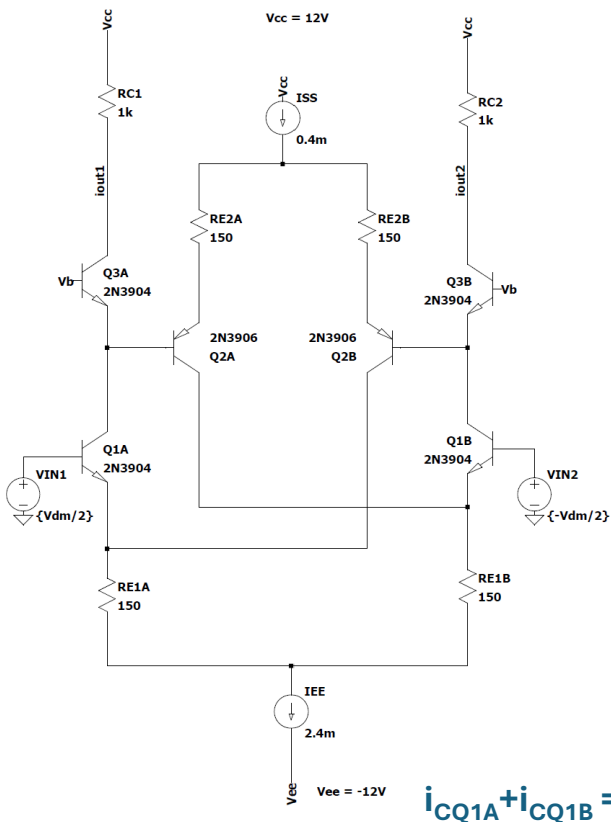 Vcc
Vcc = 12V
Vcc
RC1
1k
Vcc
ISS
0.4m
RC2
1k
iout1
iout2
RE2A
150
RE2B
150
Q3A
2N3904
Vb
Q3B
2N3904
Vb
2N3906
Q2A
2N3906
Q2B
Q1A
2N3904
Q1B
2N3904
VIN1
{Vdm/2}
VIN2
{-Vdm/2}
RE1A
150
RE1B
150
IEE
2.4m
Vee
Vee = -12V
iCQ1A+iCQ1B =